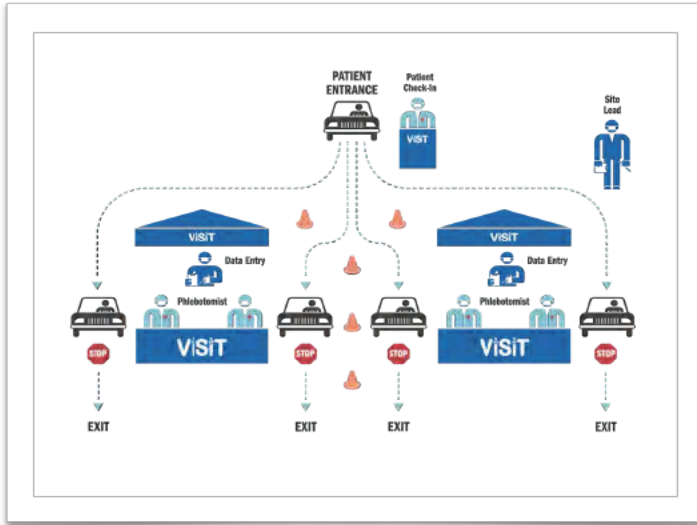 PATIENT
ENTRANCE
Patient
Check-In
ViSiT
Site
Lead
ViSiT
Data Entry
Phlebotomist
ViSiT
ViSiT
Data Entry
Phlebotomist
ViSiT
STOP
STOP
STOP
STOP
EXIT
EXIT
EXIT
EXIT